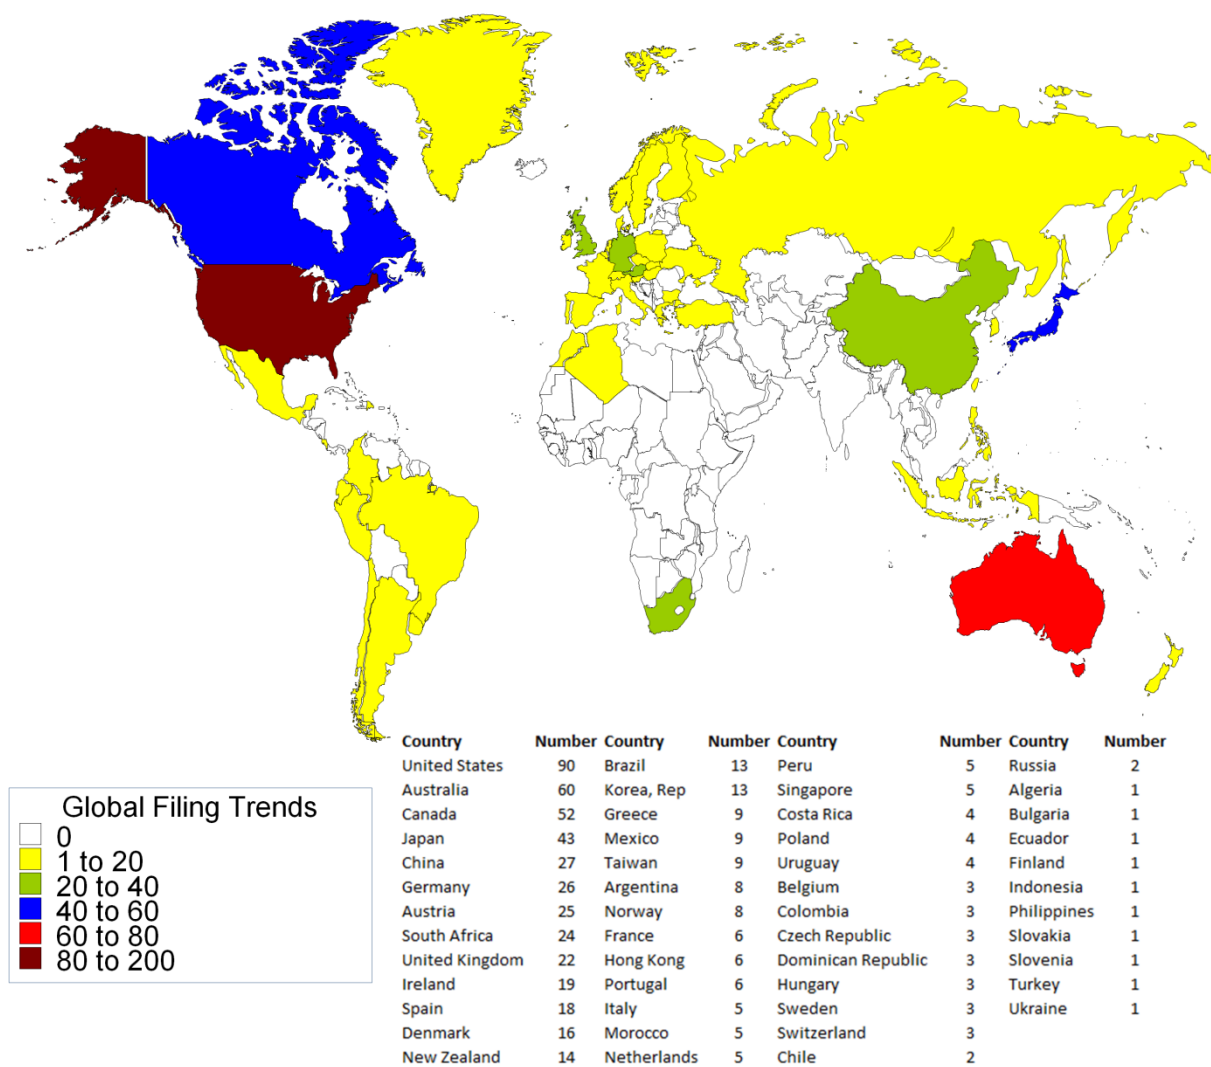 Country Number Country Number Country Number Country Number
United States 90 Brazil 13 Peru 5 Russia 2
Australia 60 Korea, Rep 13 Singapore 5 Algeria 1
Canada 52 Greece 9 Costa Rica 4 Bulgaria 1
Japan 43 Mexico 9 Poland 4 Ecuador 1
China 27 Taiwan 9 Uruguay 4 Finland 1
Germany 26 Argentina 8 Belgium 3 Indonesia 1
Austria 25 Norway 8 Colombia 3 Philippines 1
South Africa 24 France 6 Czech Republic 3 Slovakia 1
United Kingdom 22 Hong Kong 6 Dominican Republic 3 Slovenia 1
Ireland 19 Portugal 6 Hungary 3 Turkey 1
Spain 18 Italy 5 Sweden 3 Ukraine 1
Denmark 16 Morocco 5 Switzerland 3
New Zealand 14 Netherlands 5 Chile 2
Global Filing Trends
0
1 to 20
20 to 40
40 to 60
60 to 80
80 to 200